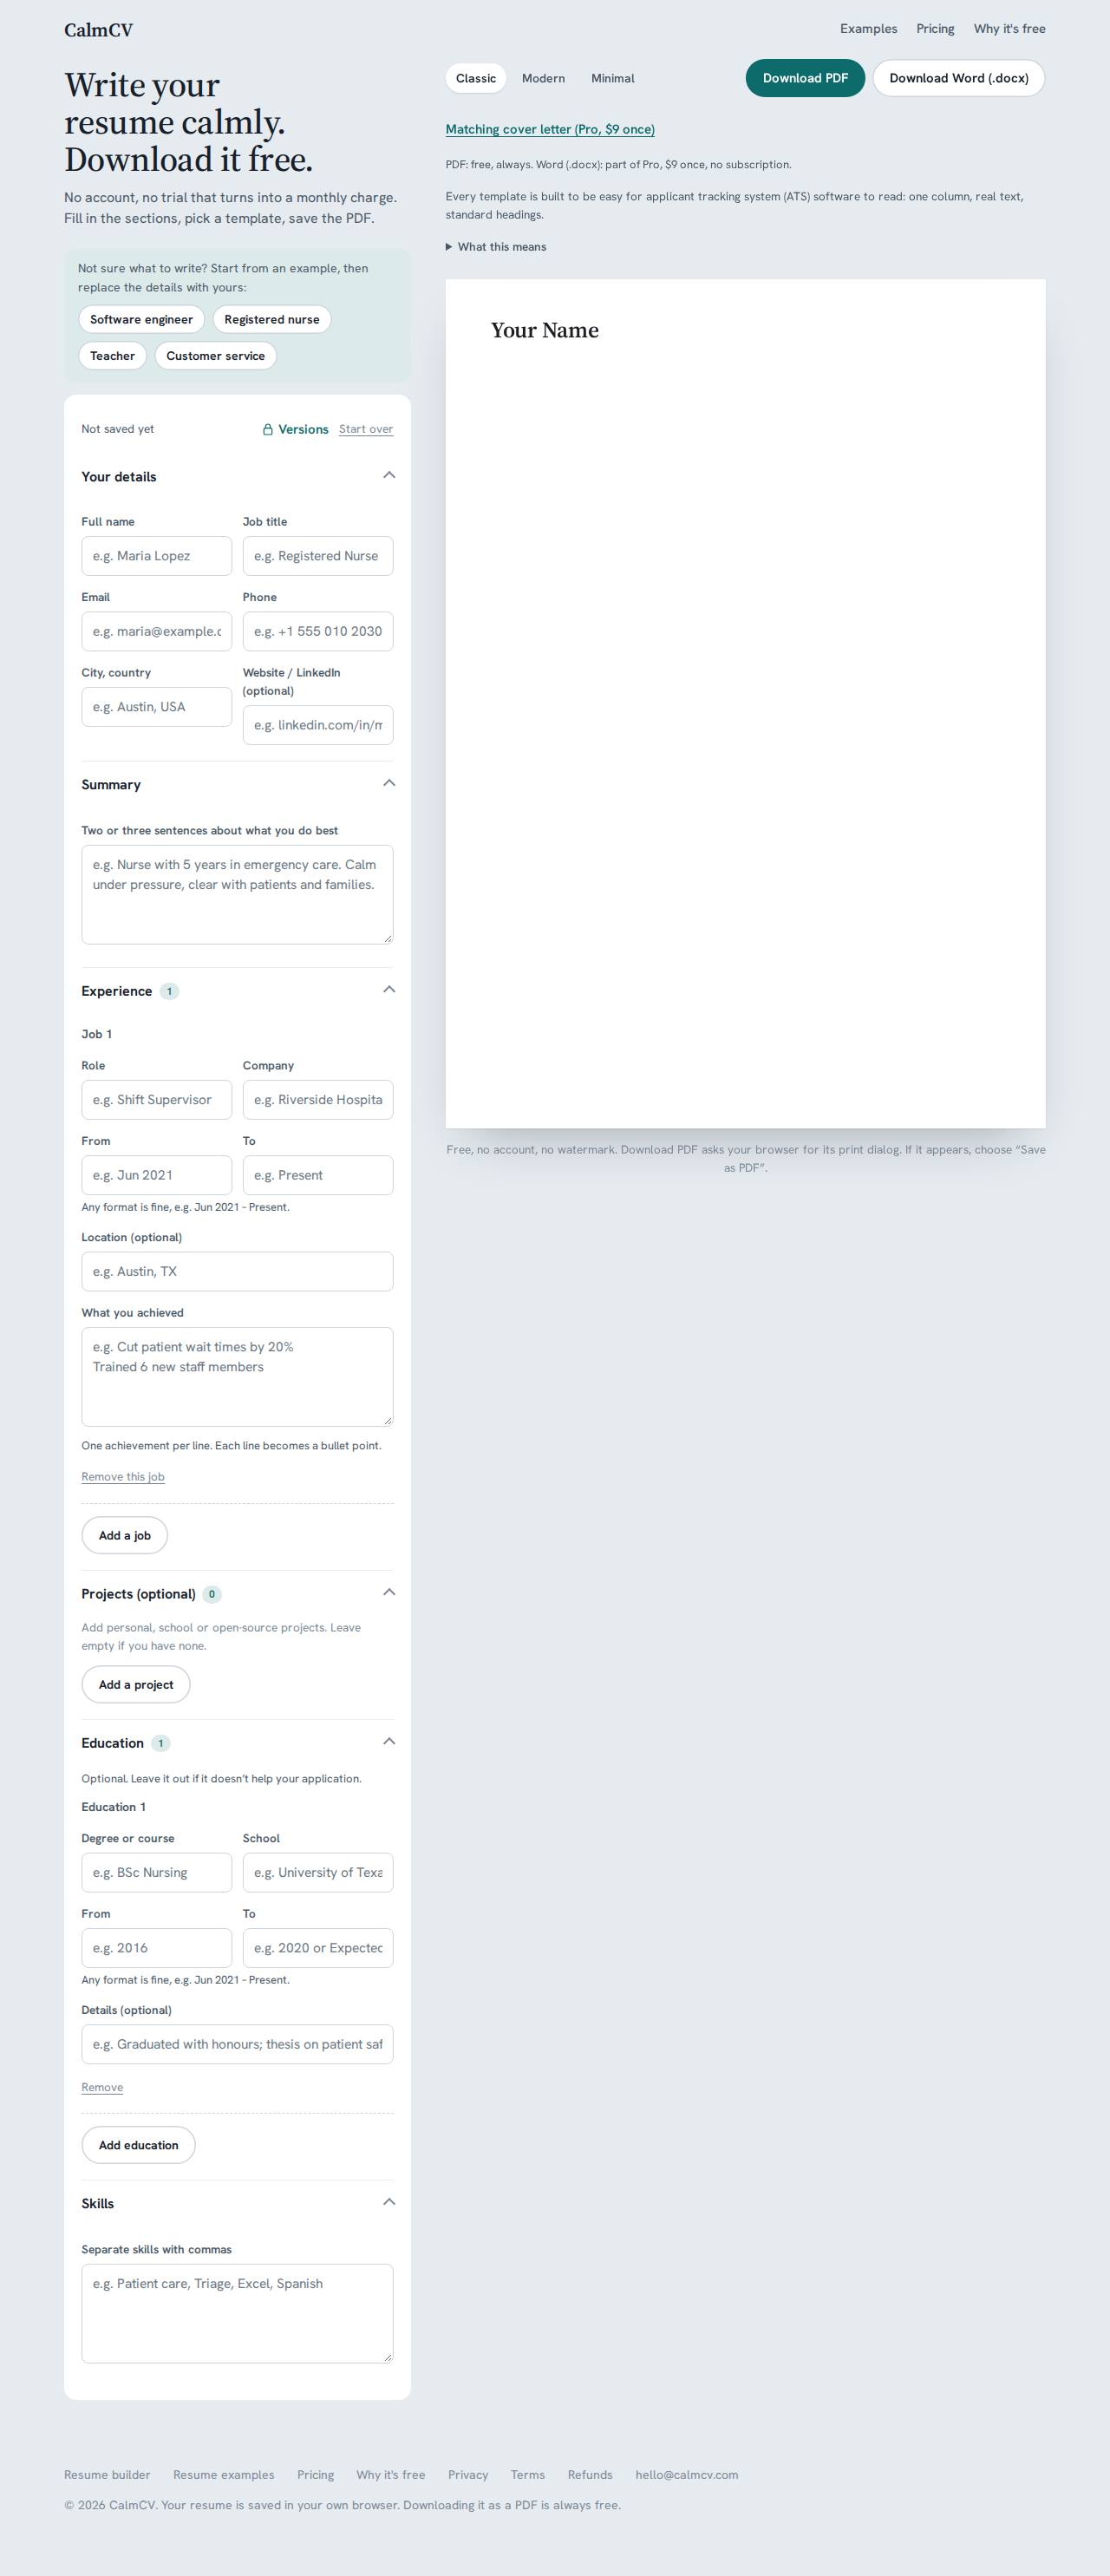 CalmCV
Examples
Pricing
Why it's free
Write your
resume calmly.
Download it free.
No account, no trial that turns into a monthly charge.
Fill in the sections, pick a template, save the PDF.
Not sure what to write? Start from an example, then
replace the details with yours:
Software engineer
Registered nurse
Teacher
Customer service
Not saved yet
Versions
Start over
Your details
Full name
Job title
e.g. Maria Lopez
e.g. Registered Nurse
Email
Phone
e.g. maria@example.c
e.g. +1 555 010 2030
City, country
Website / LinkedIn
(optional)
e.g. Austin, USA
e.g. linkedin.com/in/m
Summary
Two or three sentences about what you do best
e.g. Nurse with 5 years in emergency care. Calm
under pressure, clear with patients and families.
Experience 1
Job 1
Role
Company
e.g. Shift Supervisor
e.g. Riverside Hospita
From
To
e.g. Jun 2021
e.g. Present
Any format is fine, e.g. Jun 2021 – Present.
Location (optional)
e.g. Austin, TX
What you achieved
e.g. Cut patient wait times by 20%
Trained 6 new staff members
One achievement per line. Each line becomes a bullet point.
Remove this job
Add a job
Projects (optional) 0
Add personal, school or open-source projects. Leave
empty if you have none.
Add a project
Education 1
Optional. Leave it out if it doesn’t help your application.
Education 1
Degree or course
School
e.g. BSc Nursing
e.g. University of Texa
From
To
e.g. 2016
e.g. 2020 or Expected
Any format is fine, e.g. Jun 2021 – Present.
Details (optional)
e.g. Graduated with honours; thesis on patient saf
Remove
Add education
Skills
Separate skills with commas
e.g. Patient care, Triage, Excel, Spanish
Classic
Modern
Minimal
Download PDF
Download Word (.docx)
Matching cover letter (Pro, $9 once)
PDF: free, always. Word (.docx): part of Pro, $9 once, no subscription.
Every template is built to be easy for applicant tracking system (ATS) software to read: one column, real text,
standard headings.
What this means
Your Name
Free, no account, no watermark. Download PDF asks your browser for its print dialog. If it appears, choose “Save
as PDF”.
Resume builder
Resume examples
Pricing
Why it's free
Privacy
Terms
Refunds
hello@calmcv.com
© 2026 CalmCV. Your resume is saved in your own browser. Downloading it as a PDF is always free.